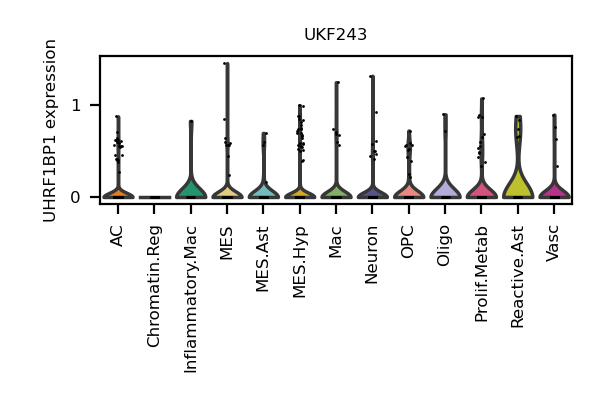 UKF243
UHRF1BP1 expression
1
0
AC
Chromatin.Reg
Inflammatory.Mac
MES
MES.Ast
MES.Hyp
Mac
Neuron
OPC
Oligo
Prolif.Metab
Reactive.Ast
Vasc